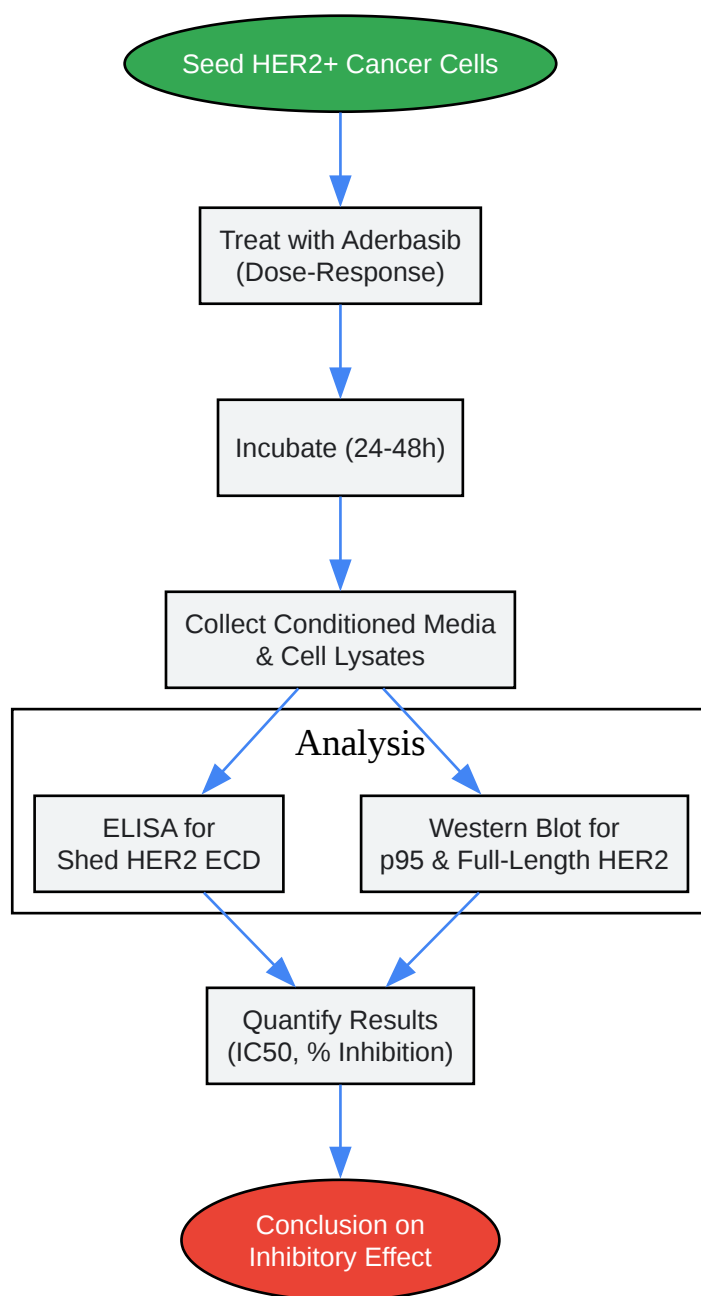 Seed HER2+ Cancer Cells
Treat with Aderbasib
(Dose-Response)
Incubate (24-48h)
Collect Conditioned Media
& Cell Lysates
Analysis
ELISA for
Shed HER2 ECD
Western Blot for
p95 & Full-Length HER2
Quantify Results
(IC50, % Inhibition)
Conclusion on
Inhibitory Effect